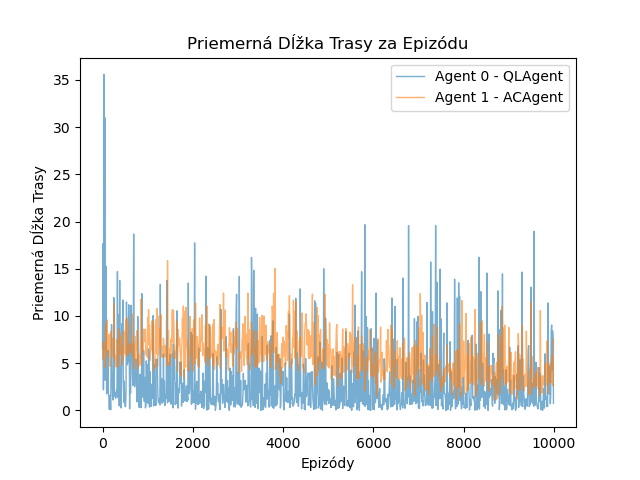 Priemerná Dĺžka Trasy za Epizódu
Agent 0 - QLAgent
Agent 1 - ACAgent
35
30
25
20
15
10
5
0
Priemerná Dĺžka Trasy
0 2000 4000 6000 8000 10000
Epizódy